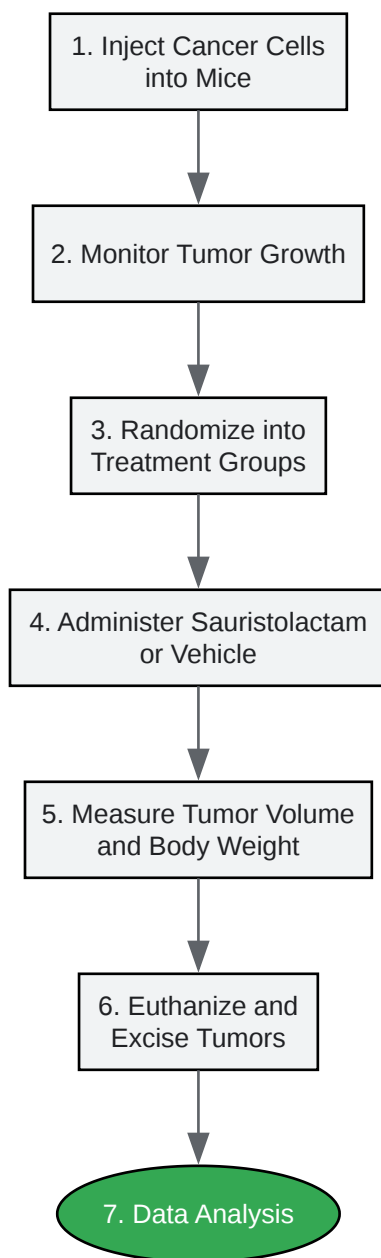 1. Inject Cancer Cells
into Mice
2. Monitor Tumor Growth
3. Randomize into
Treatment Groups
4. Administer Sauristolactam
or Vehicle
5. Measure Tumor Volume
and Body Weight
6. Euthanize and
Excise Tumors
7. Data Analysis